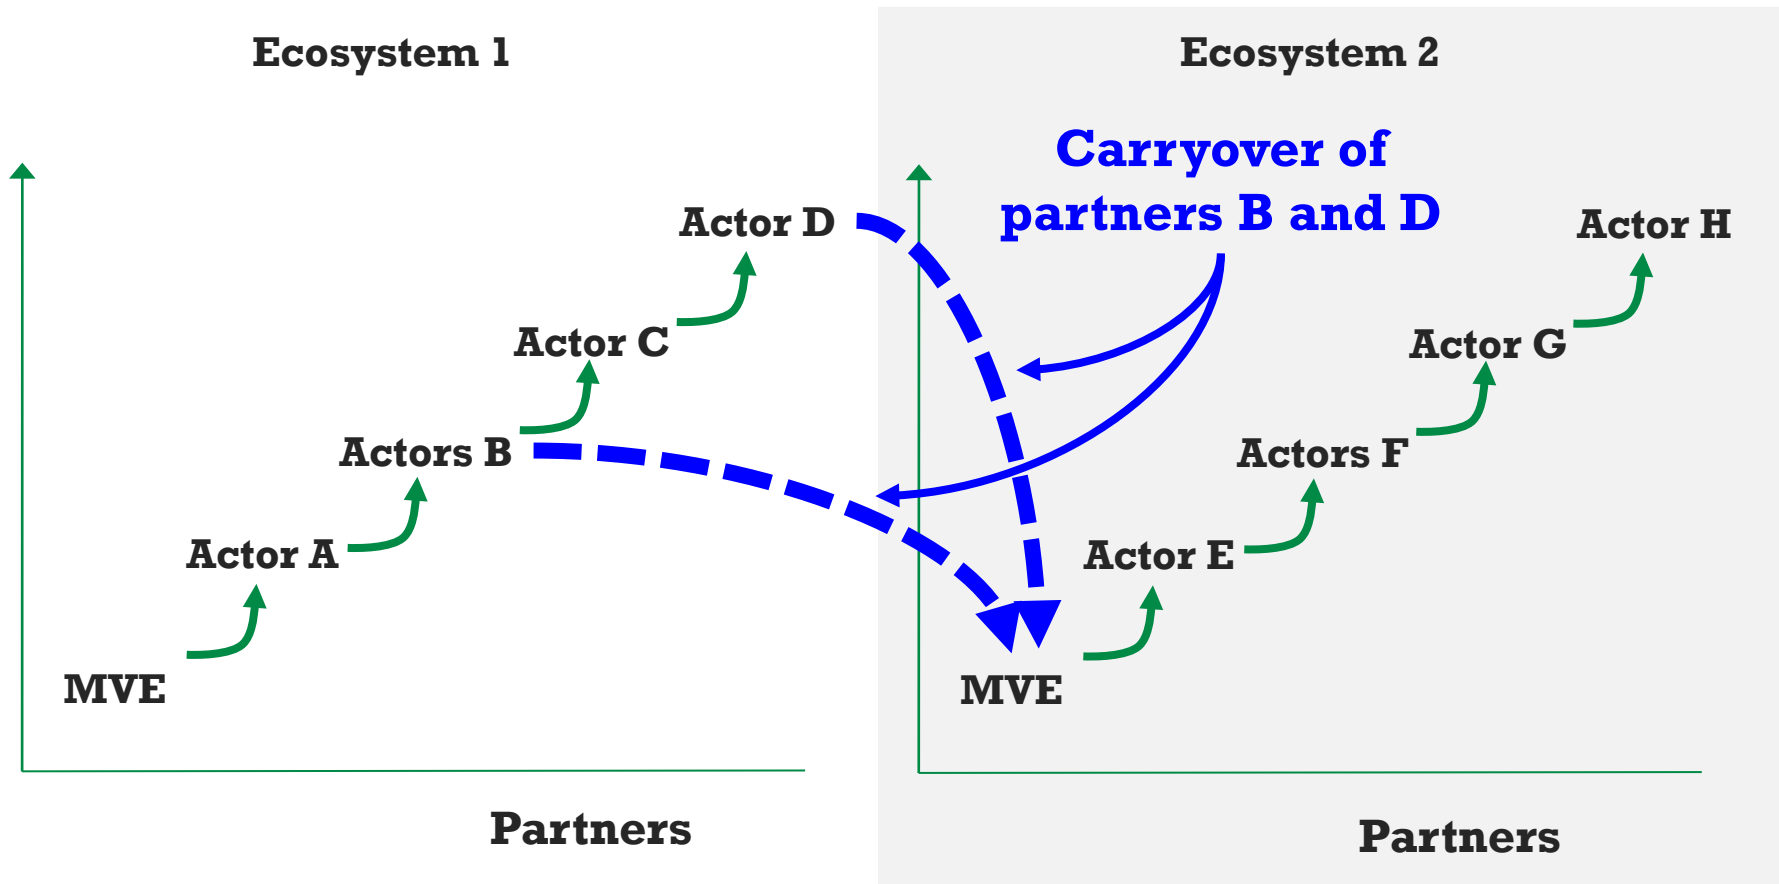 Ecosystem 1
Actor D
Actor C
Actors B
Actor A
MVE
Partners
Ecosystem 2
Carryover of
partners B and D
Actor H
Actor G
Actors F
Actor E
MVE
Partners